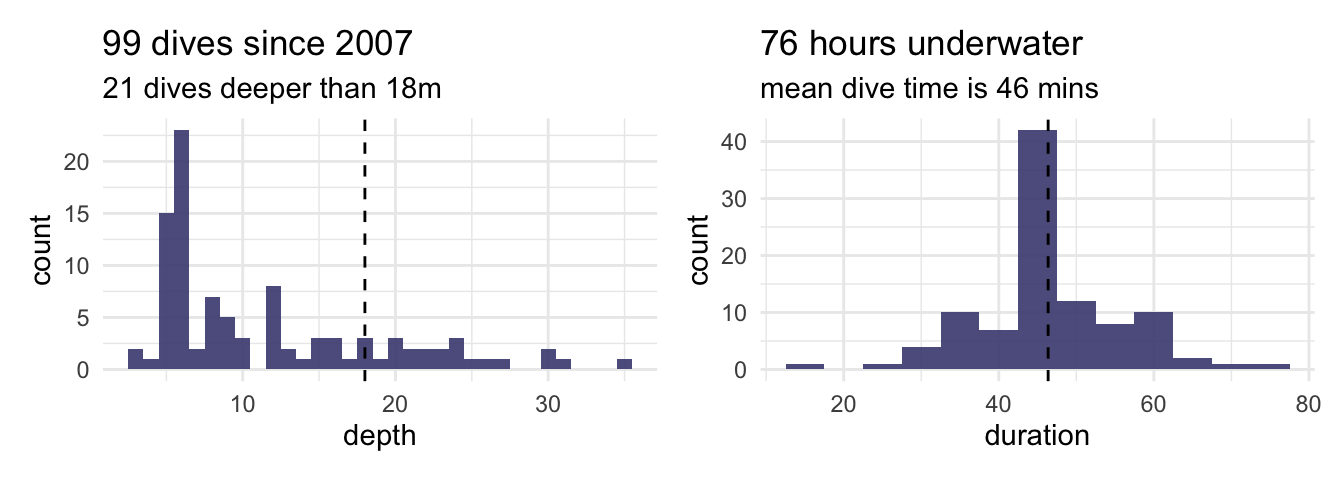 99 dives since 2007
21 dives deeper than 18m
20
15
10
5
0
count
10 20 30
depth
76 hours underwater
mean dive time is 46 mins
40
30
20
10
0
count
20 40 60 80
duration